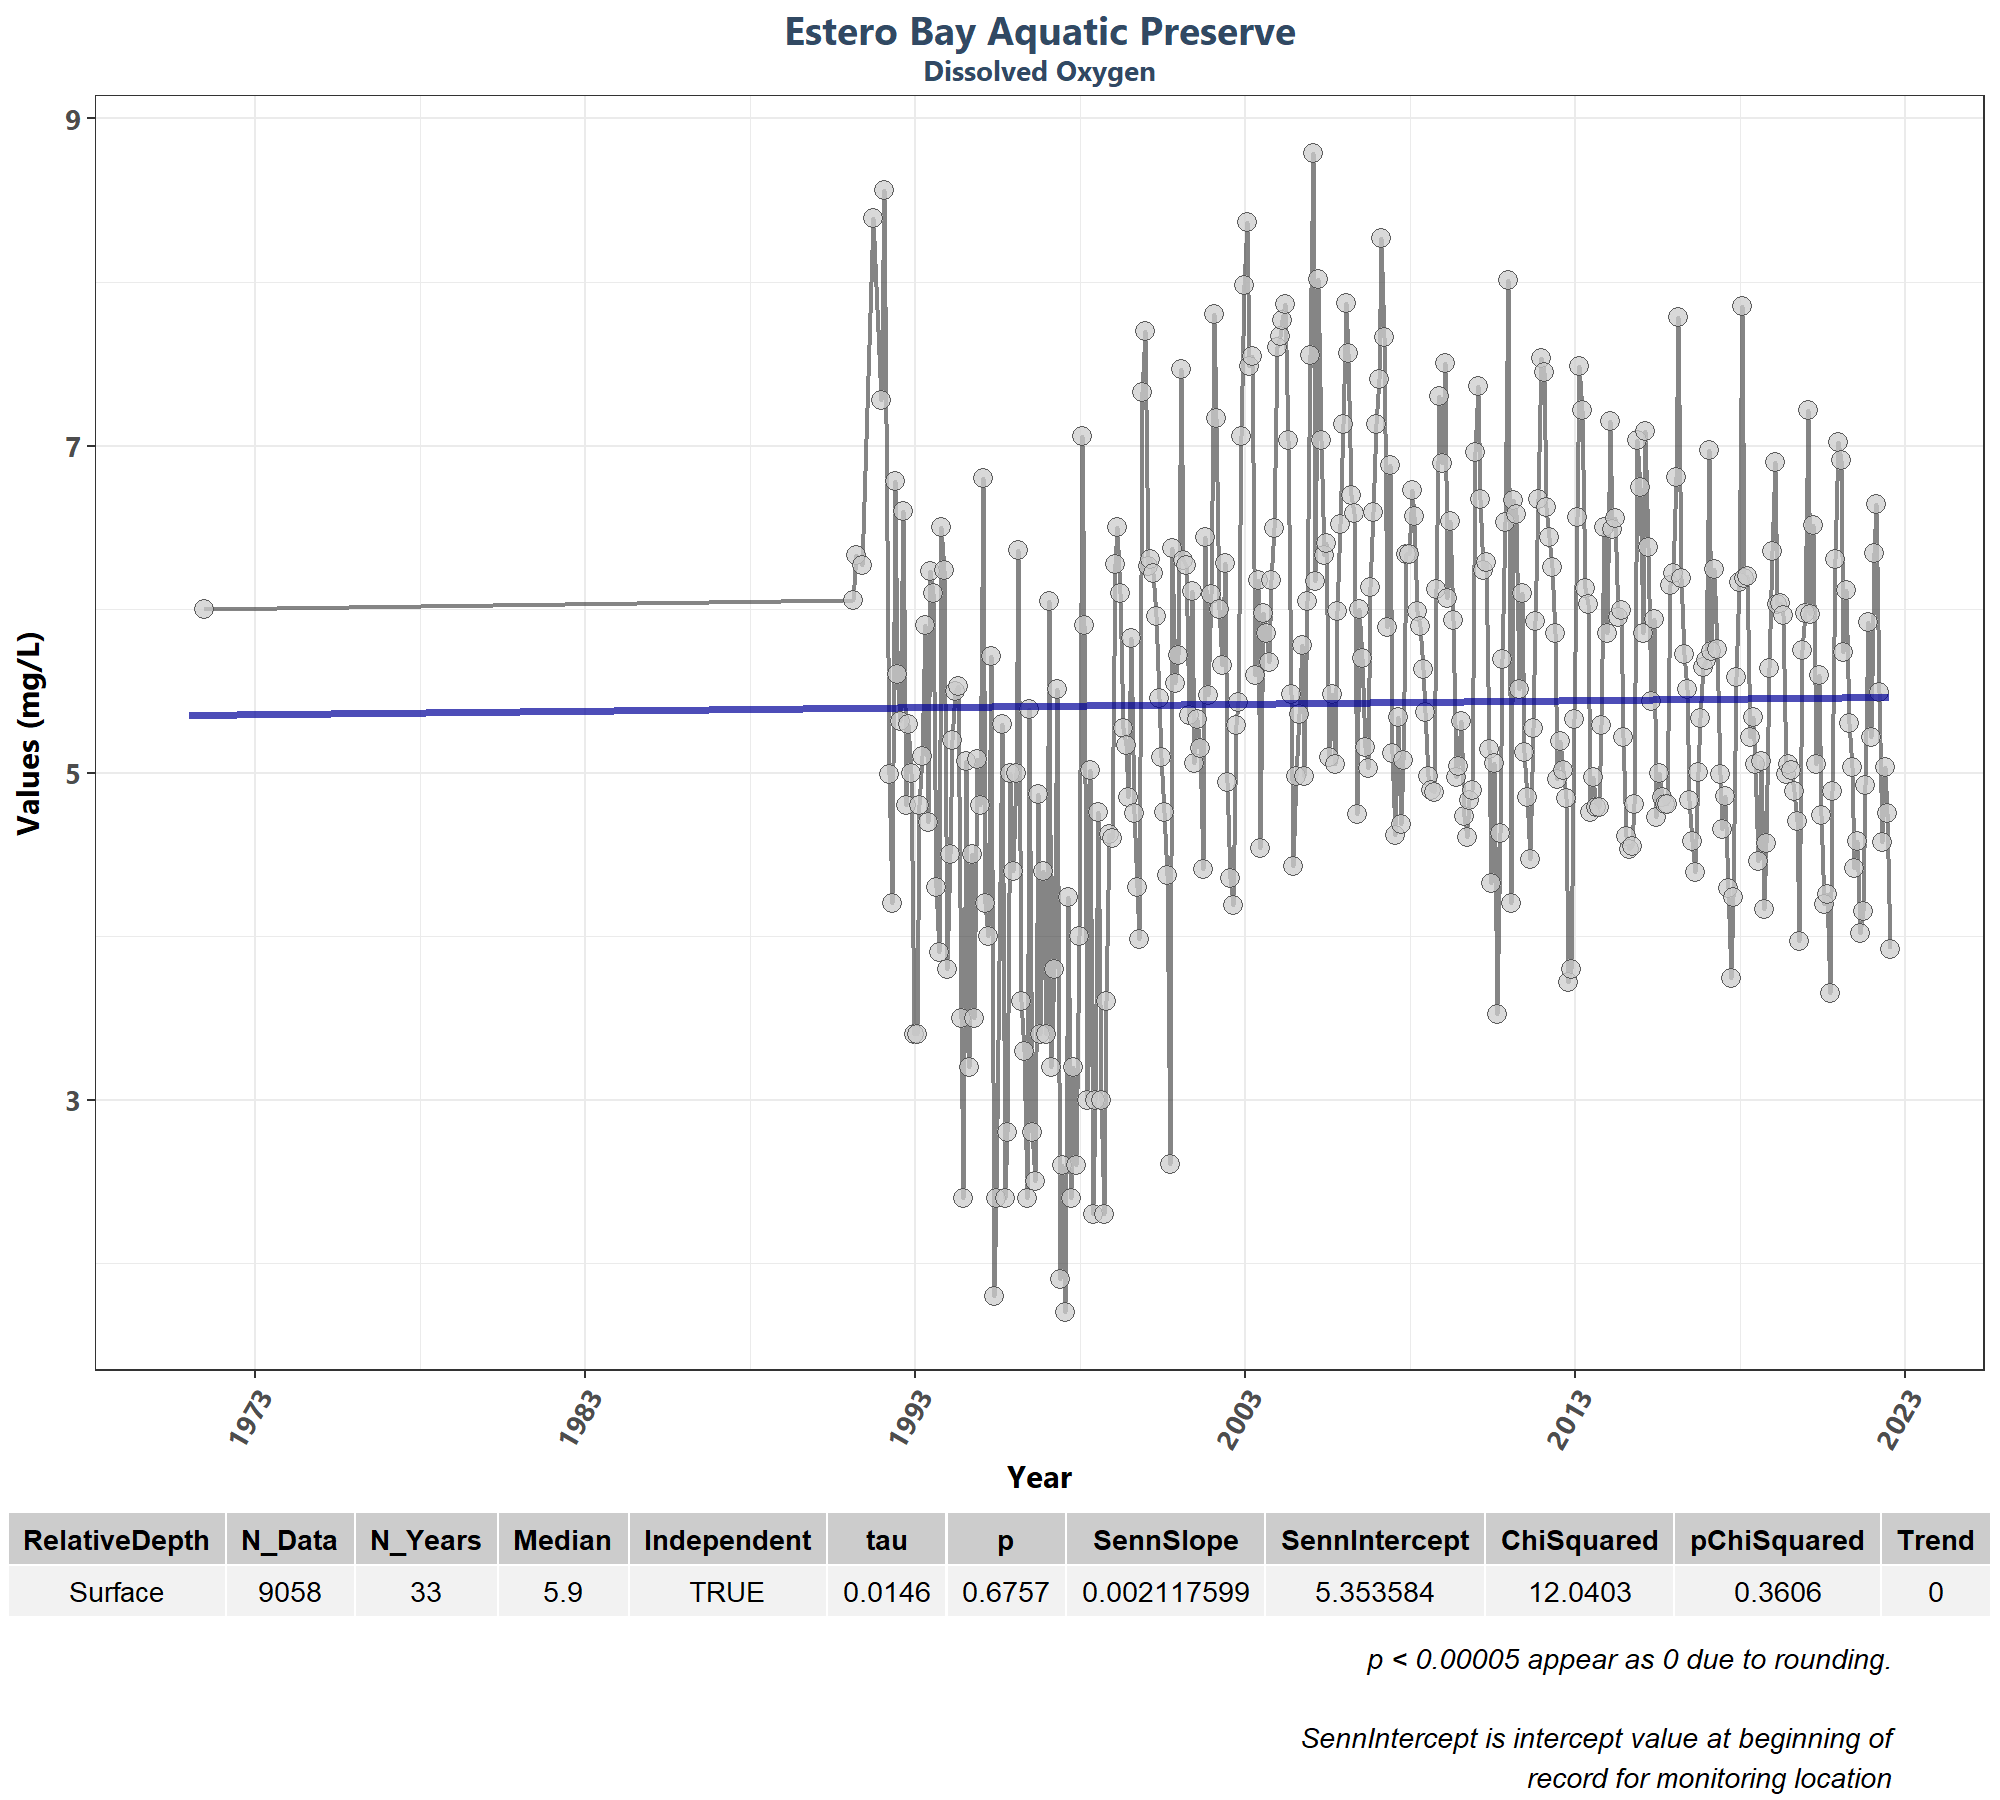 Estero Bay Aquatic Preserve
Dissolved Oxygen
9
7
5
3
Values (mg/L)
1973
1983
1993
2003
2013
2023
Year
RelativeDepth N_Data N_Years Median Independent tau p SennSlope SennIntercept ChiSquared pChiSquared Trend
Surface 9058 33 5.9 TRUE 0.0146 0.6757 0.002117599 5.353584 12.0403 0.3606 0
p < 0.00005 appear as 0 due to rounding.
SennIntercept is intercept value at beginning of
record for monitoring location